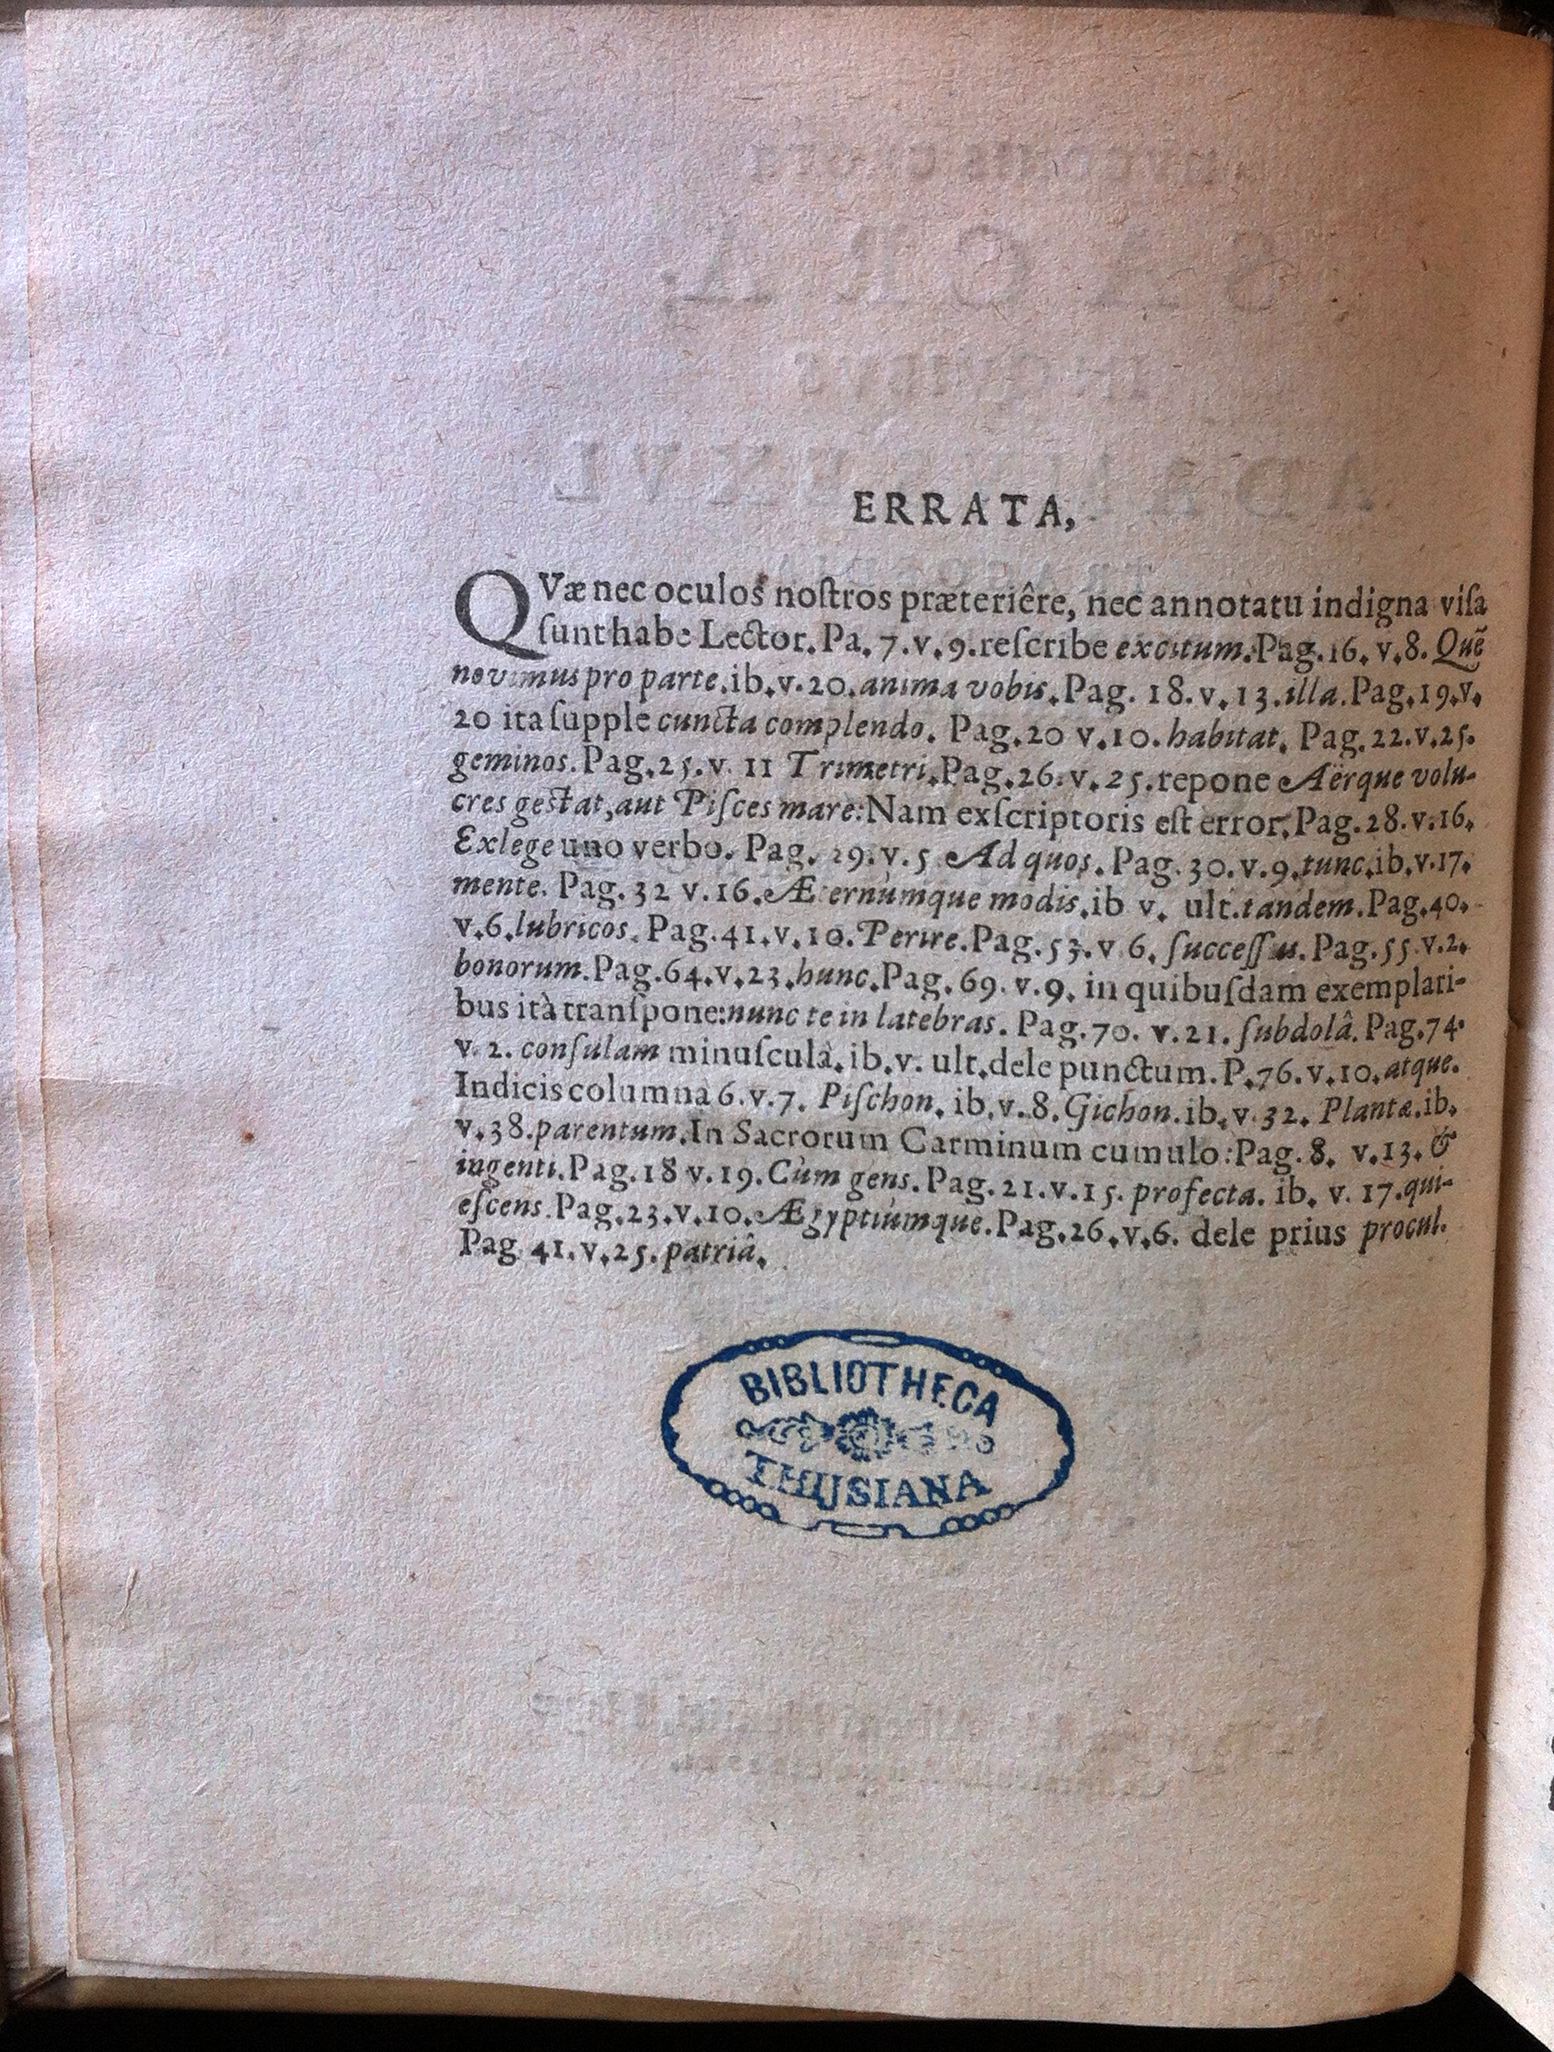 ERRATA,
QVæ nec oculos nostros præteriêre, nec annotatu indigna visa
sunt habe Lector. Pa. 7. v. 9. rescribe excitum. Pag. 16. v. 8. Quẽ
novimus pro parte. ib. v. 20. anima vobis. Pag. 18. v. 13. illa. Pag. 19. v.
20 ita supple cuncta complendo. Pag. 20 v. 10. habitat. Pag. 22. v. 25.
geminos. Pag. 25. v. 11 Trimetri. Pag. 26. v. 25. repone Aërque volu-
cres gestat, aut Pisces mare: Nam exscriptoris est error. Pag. 28. v. 16.
Exlege uno verbo. Pag. 29. v. 5 Ad quos. Pag. 30. v. 9. tunc. ib. v. 17.
mente. Pag. 32 v. 16. Æternùmque modis. ib v. ult. tandem. Pag. 40.
v. 6. lubricos. Pag. 41. v. 10. Perire. Pag. 53. v 6. successu. Pag. 55 v. 2.
bonorum. Pag. 64. v. 23. hunc. Pag. 69. v. 9. in quibusdam exemplari-
bus ità transpone: nunc te in latebras. Pag. 70. v. 21. subdolâ. Pag. 74.
v. 2. consulam minusculà. ib. v. ult. dele punctum. P. 76. v. 10. atque.
Indicis columna 6. v. 7. Pischon. ib. v. 8. Gichon. ib. v. 32. Plantæ. ib.
v. 38. parentum. In Sacrorum Carminum cumulo: Pag. 8. v. 13. &
ingenti. Pag. 18 v. 19. Cùm gens. Pag. 21. v. 15. profecta. ib. v. 17. qui-
escens. Pag. 23. v. 10. Ægyptiùmque. Pag. 26. v. 6. dele prius procul.
Pag 41. v. 25. patriâ.
BIBLIOTHECA
THUSIANA